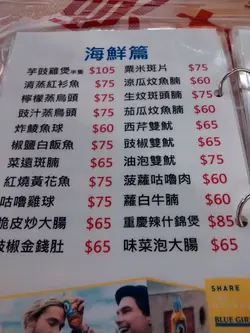 海鮮篇
芋豉雞煲半隻 $105 粟米斑片 $75
清蒸紅衫魚 $75 涼瓜炆魚腩 $60
檸檬蒸烏頭 $75 生炆斑頭腩 $75
豉汁蒸烏頭 $75 茄瓜炆魚腩 $60
炸鯪魚球 $60 西芹雙魷 $65
椒鹽白飯魚 $75 豉椒雙魷 $65
菜遠斑腩 $65 油泡雙魷 $75
紅燒黃花魚 $75 菠蘿咕嚕肉 $60
咕嚕雞球 $75 蘿白牛腩 $60
脆皮炒大腸 $65 重慶辣什錦煲 $85
豉椒金錢肚 $65 味菜泡大腸 $65
SHARE
BLUE GIR